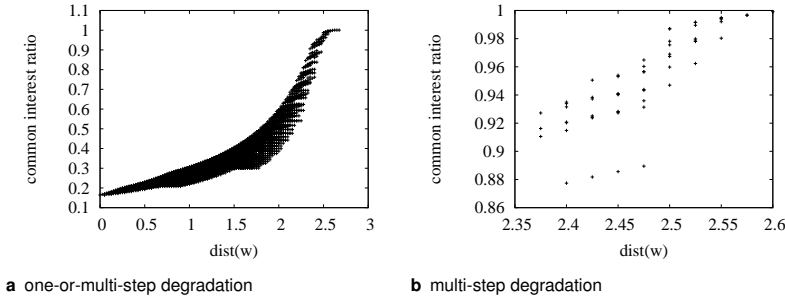 1.1
1
0.9
0.8
0.7
0.6
0.5
0.4
0.3
0.2
0.1
common interest ratio
0 0.5 1 1.5 2 2.5 3
dist(w)
a one-or-multi-step degradation
1
0.98
0.96
0.94
0.92
0.9
0.88
0.86
common interest ratio
2.35 2.4 2.45 2.5 2.55 2.6
dist(w)
b multi-step degradation